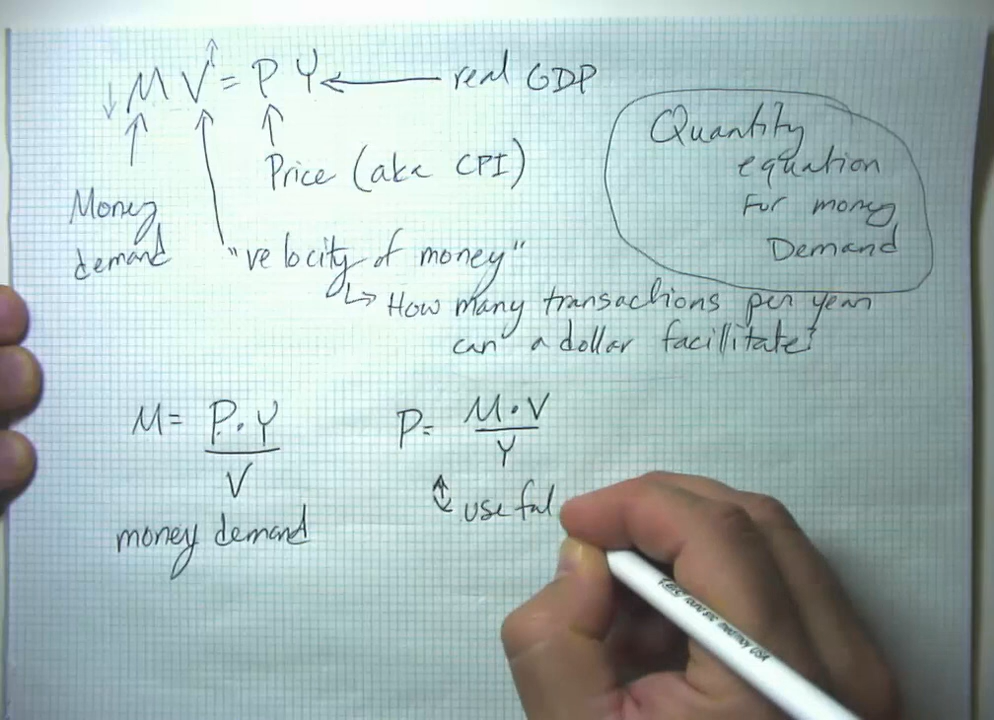 ↓ M V↑ = P Y ← real GDP
Quantity
equation
For money
Demand
Price (aka CPI)
Money
demand
"velocity of money"
↳ How many transactions per year
can a dollar facillitate?
M = P·Y / V
money demand
P = M·V / Y
useful